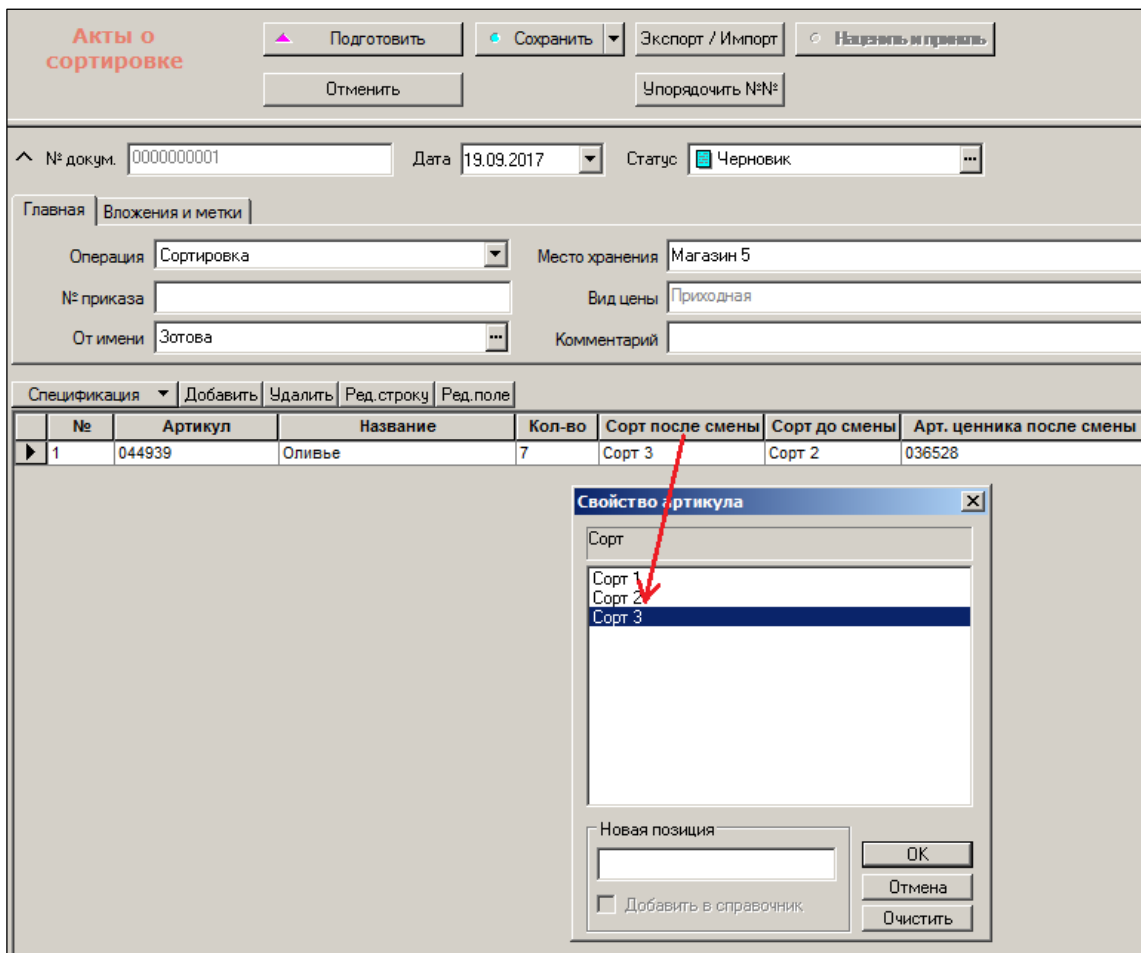 Акты о
сортировке
Подготовить
Сохранить
Экспорт / Импорт
Наценить и принять
Отменить
Упорядочить №№
№ докум. 0000000001 Дата 19.09.2017 Статус Черновик
Главная Вложения и метки
Операция Сортировка Место хранения Магазин 5
№ приказа Вид цены Приходная
От имени Зотова Комментарий
Спецификация Добавить Удалить Ред.строку Ред.поле
№ Артикул Название Кол-во Сорт после смены Сорт до смены Арт. ценника после смены
1 044939 Оливье 7 Сорт 3 Сорт 2 036528
Свойство артикула
Сорт
Сорт 1
Сорт 2
Сорт 3
Новая позиция
OK
Отмена
Добавить в справочник
Очистить